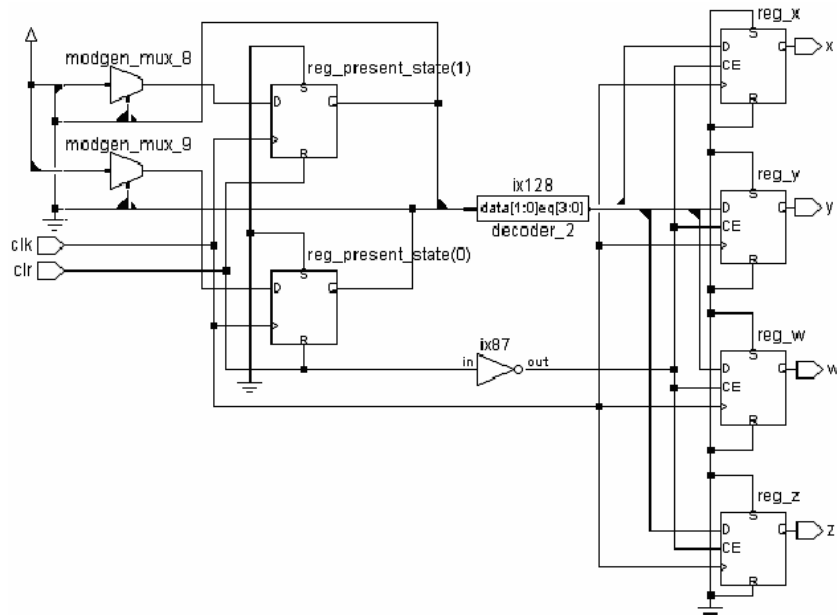 modgen_mux_8
reg_present_state(1)
S
D Q
R
modgen_mux_9
clk
clr
reg_present_state(0)
S
D Q
R
ix128
data[1:0]eq[3:0]
decoder_2
ix87
in out
reg_x
S
D Q x
CE
R
reg_y
S
D Q y
CE
R
reg_w
S
D Q w
CE
R
reg_z
S
D Q z
CE
R